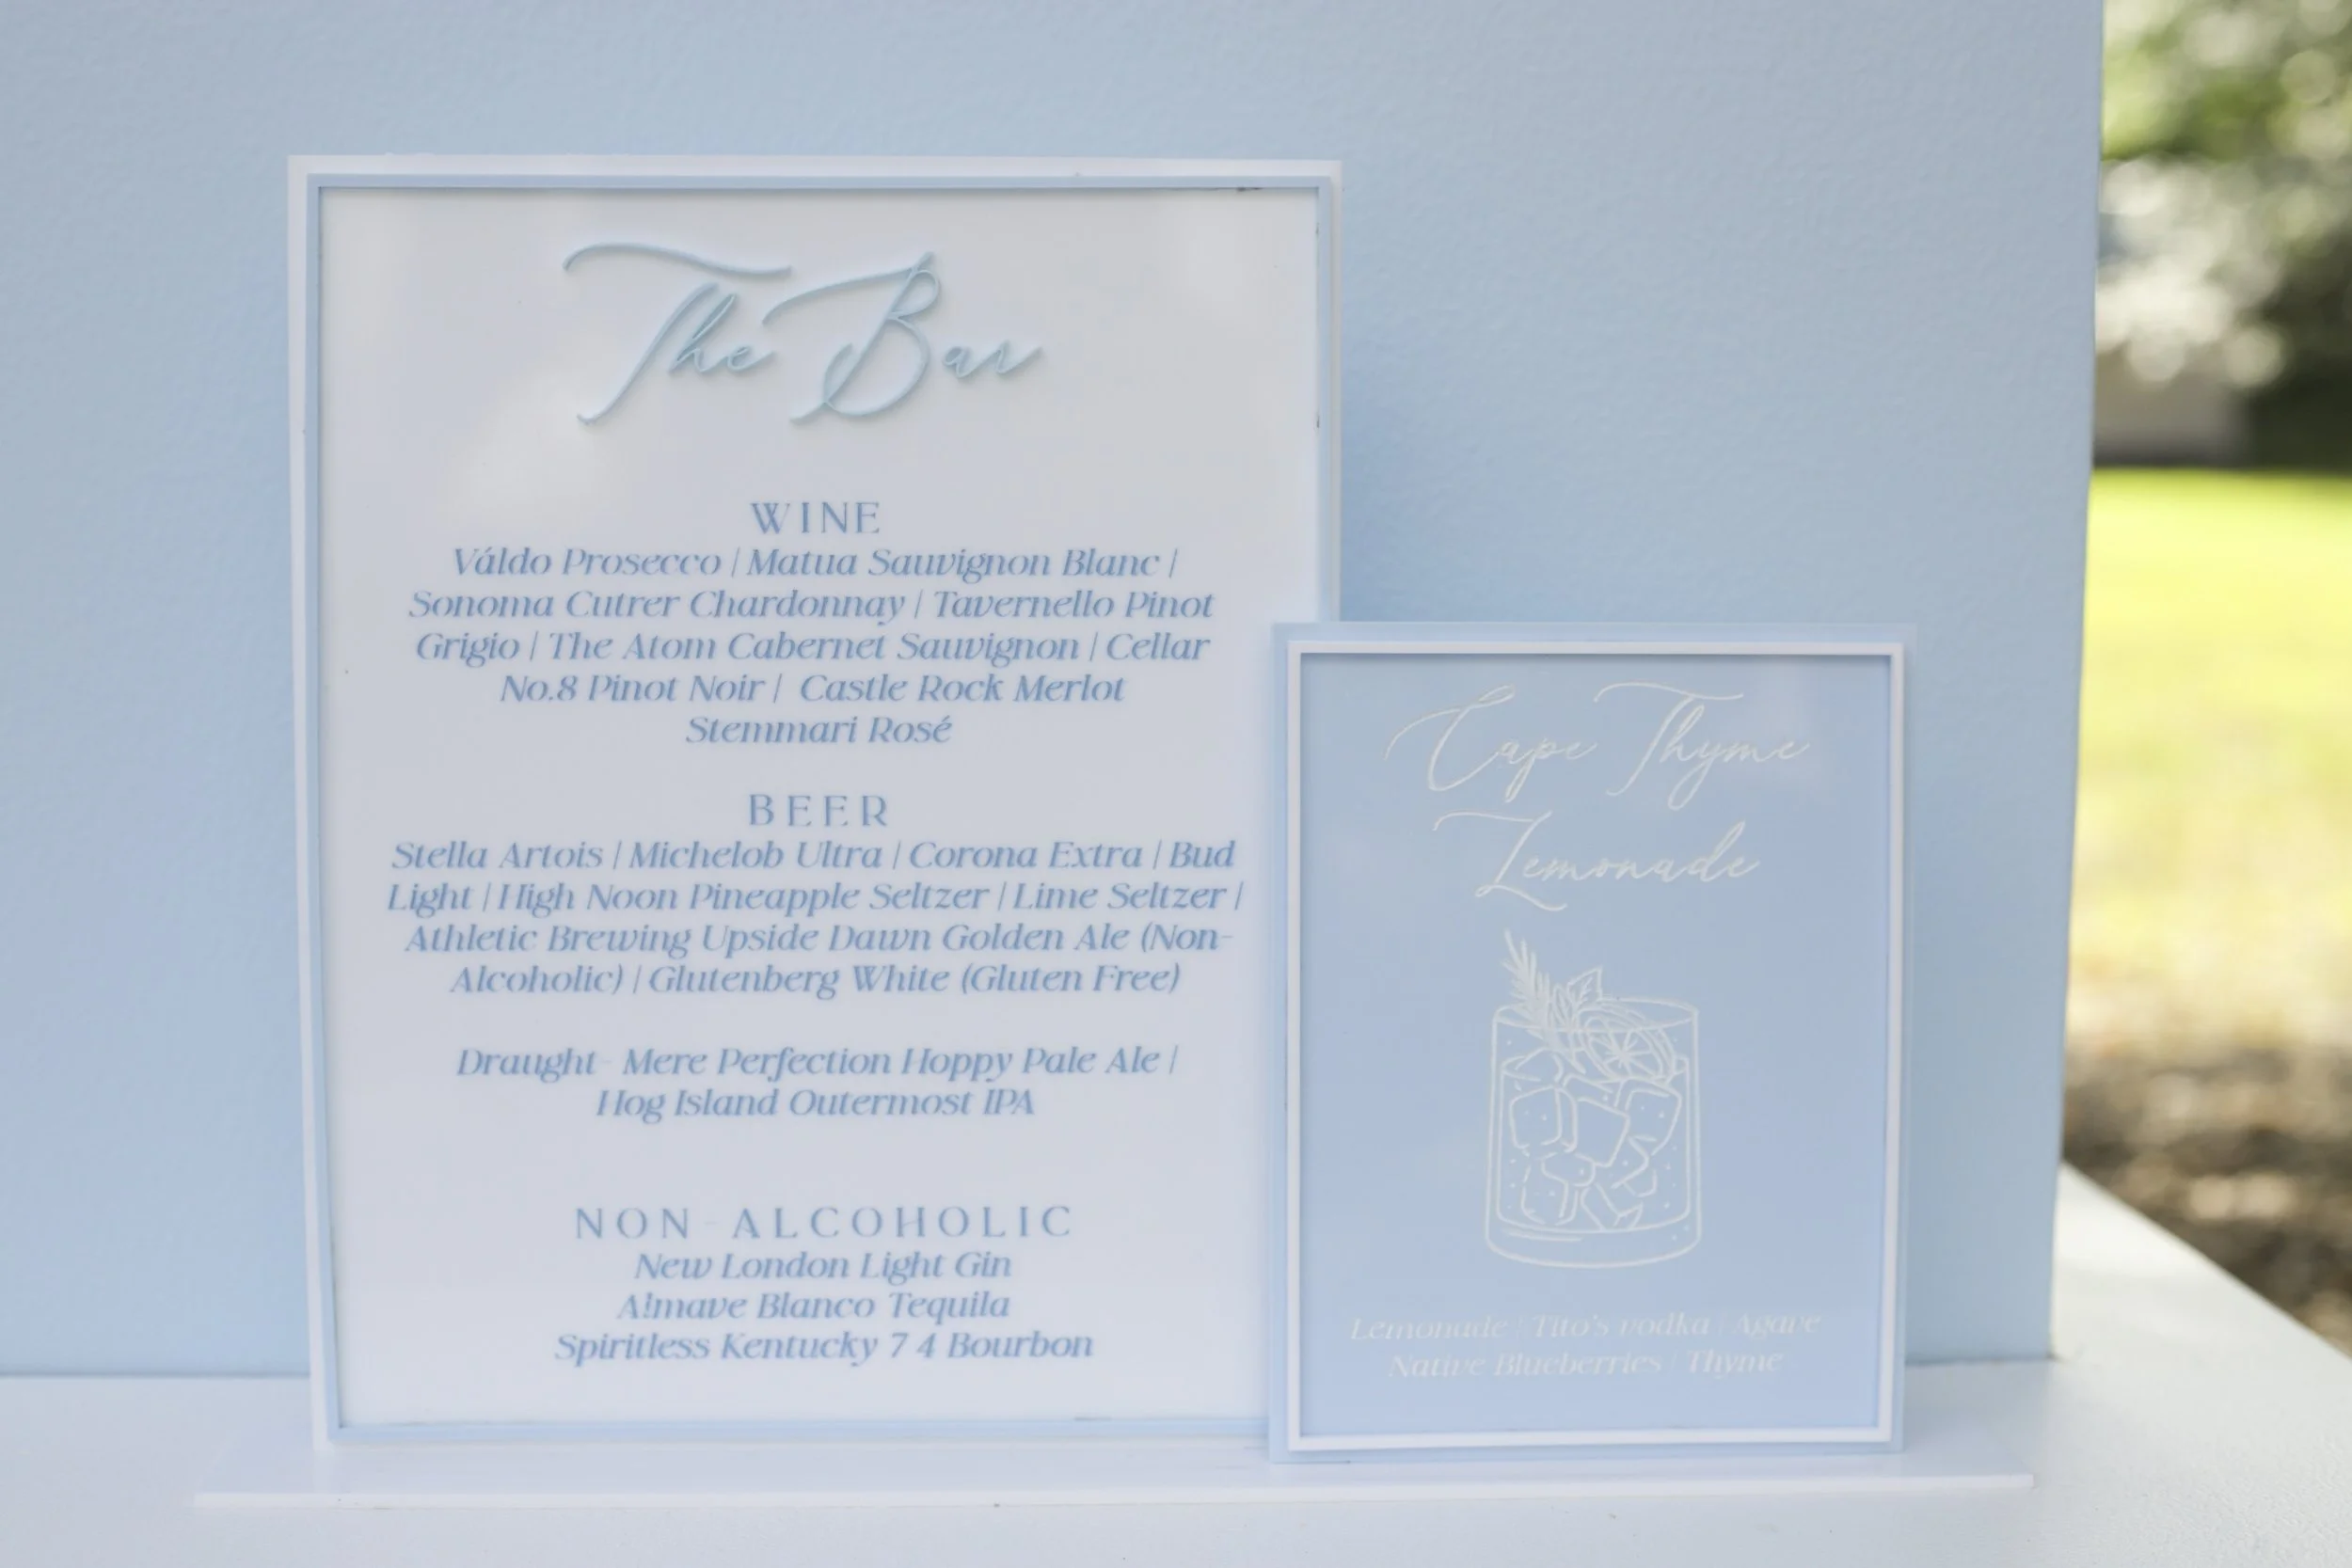 The Bar
WINE
Váldo Prosecco | Matua Sauvignon Blanc |
Sonoma Cutrer Chardonnay | Tavernello Pinot
Grigio | The Atom Cabernet Sauvignon | Cellar
No.8 Pinot Noir | Castle Rock Merlot
Stemmari Rosé
BEER
Stella Artois | Michelob Ultra | Corona Extra | Bud
Light | High Noon Pineapple Seltzer | Lime Seltzer |
Athletic Brewing Upside Dawn Golden Ale (Non-
Alcoholic) | Glutenberg White (Gluten Free)
Draught- Mere Perfection Hoppy Pale Ale |
Hog Island Outermost IPA
NON-ALCOHOLIC
New London Light Gin
A!mave Blanco Tequila
Spiritless Kentucky 7 4 Bourbon
Cape Thyme
Lemonade
Lemonade | Tito's vodka | Agave
Native Blueberries | Thyme